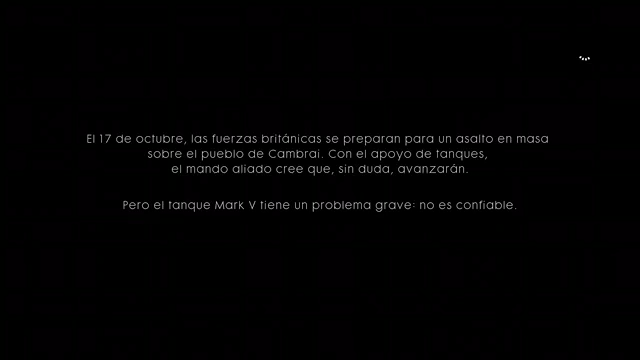 El 17 de octubre, las fuerzas británicas se preparan para un asalto en masa
sobre el pueblo de Cambrai. Con el apoyo de tanques,
el mando aliado cree que, sin duda, avanzarán.
Pero el tanque Mark V tiene un problema grave: no es confiable.